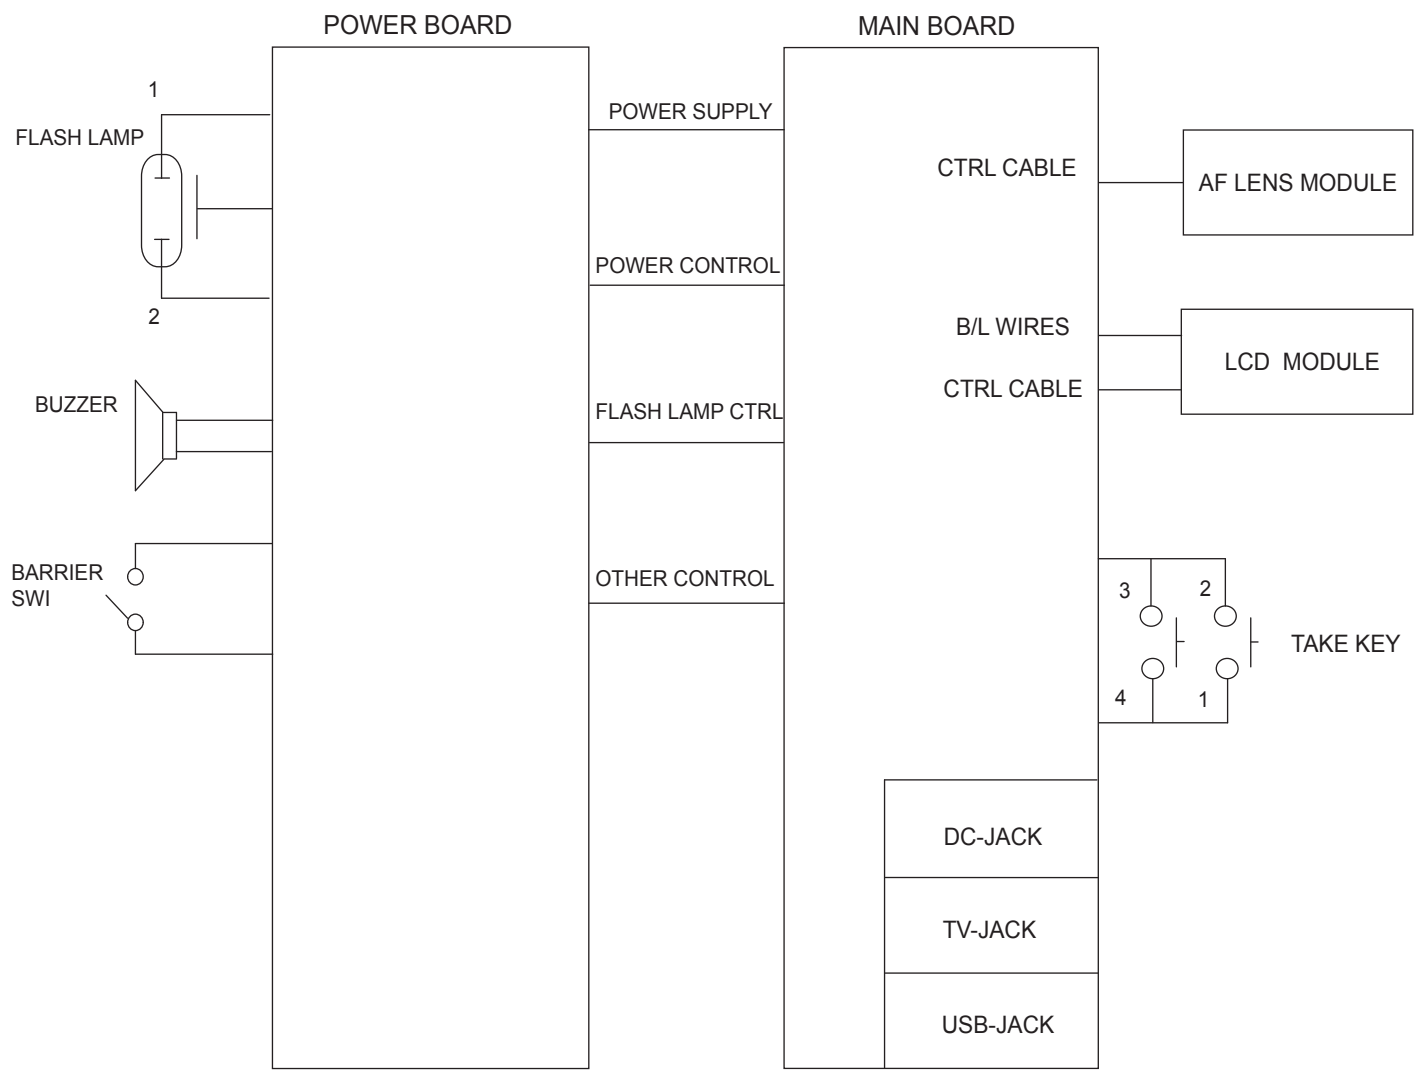 POWER BOARD
MAIN BOARD
1
FLASH LAMP
2
BUZZER
BARRIER
SWI
POWER SUPPLY
POWER CONTROL
FLASH LAMP CTRL
OTHER CONTROL
CTRL CABLE
AF LENS MODULE
B/L WIRES
CTRL CABLE
LCD MODULE
3 2
4 1
TAKE KEY
DC-JACK
TV-JACK
USB-JACK